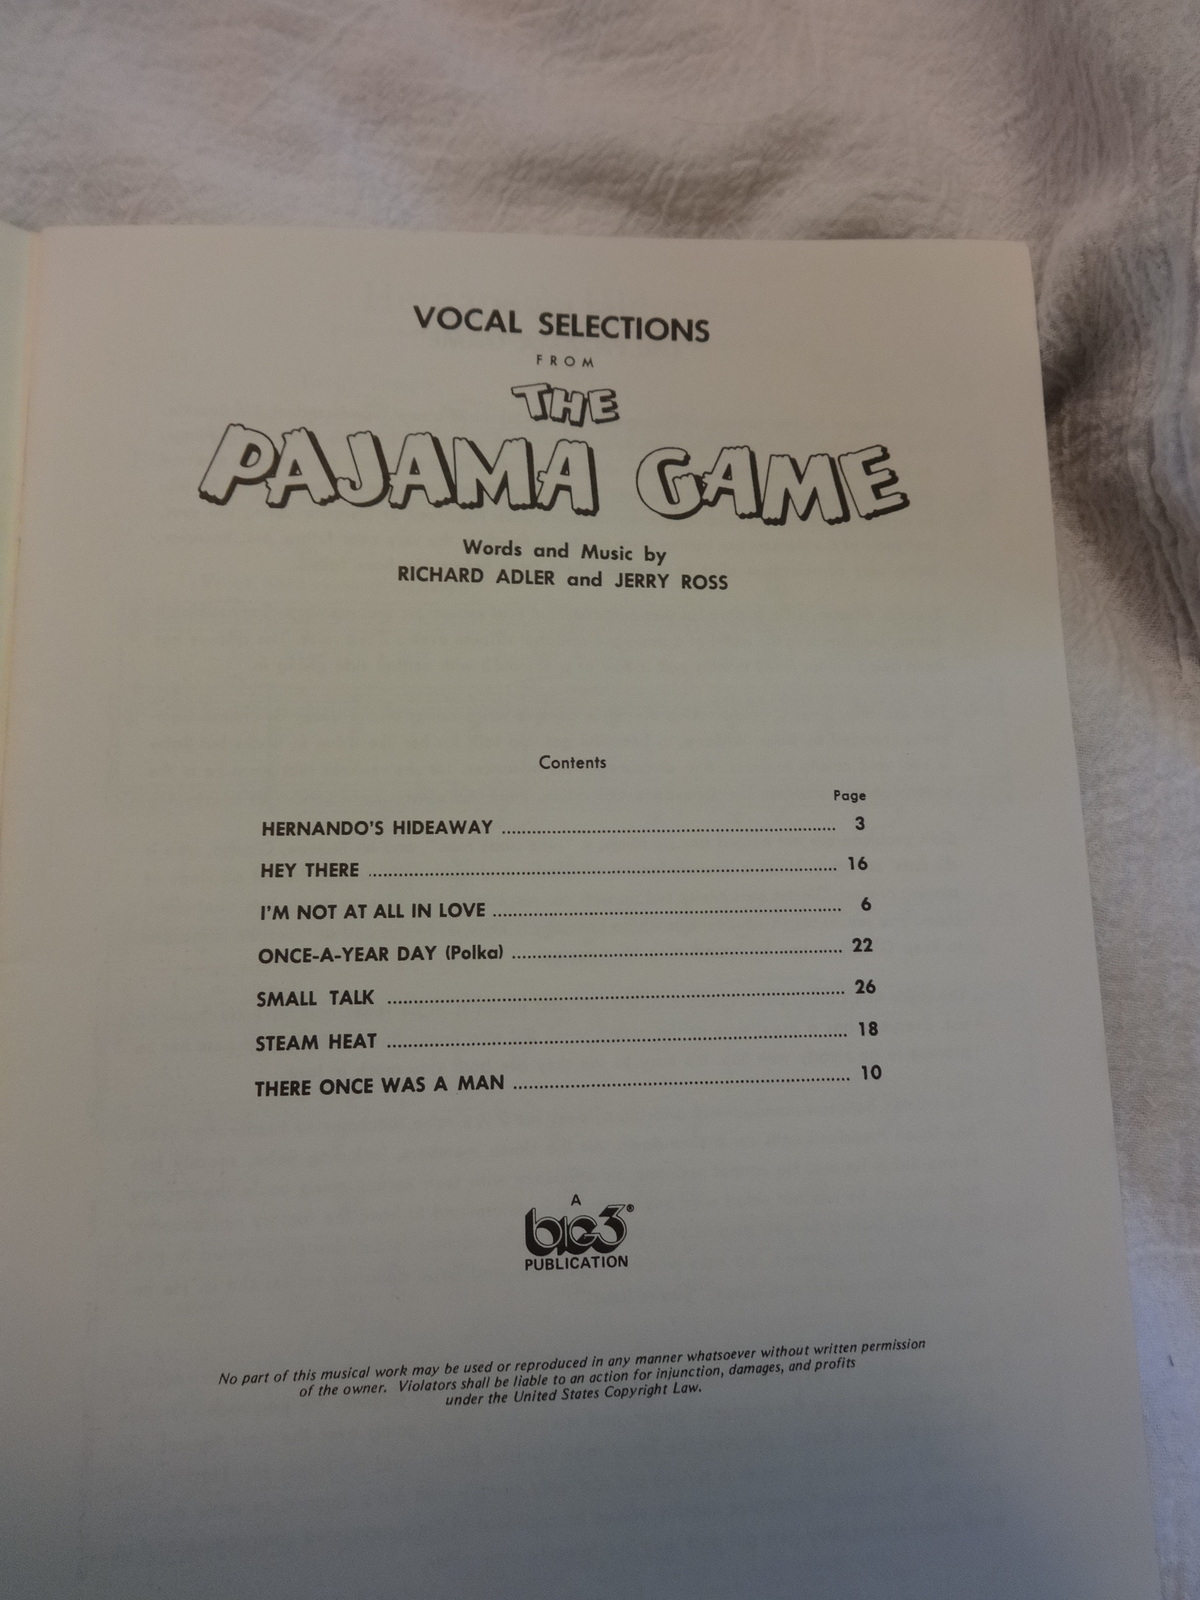 VOCAL SELECTIONS
FROM
THE
PAJAMA GAME
Words and Music by
RICHARD ADLER and JERRY ROSS
Contents
Page
HERNANDO'S HIDEAWAY ........................ 3
HEY THERE ........................ 16
I'M NOT AT ALL IN LOVE ........................ 6
ONCE-A-YEAR DAY (Polka) ........................ 22
SMALL TALK ........................ 26
STEAM HEAT ........................ 18
THERE ONCE WAS A MAN ........................ 10
A
big3®
PUBLICATION
No part of this musical work may be used or reproduced in any manner whatsoever without written permission
of the owner. Violators shall be liable to an action for injunction, damages, and profits
under the United States Copyright Law.